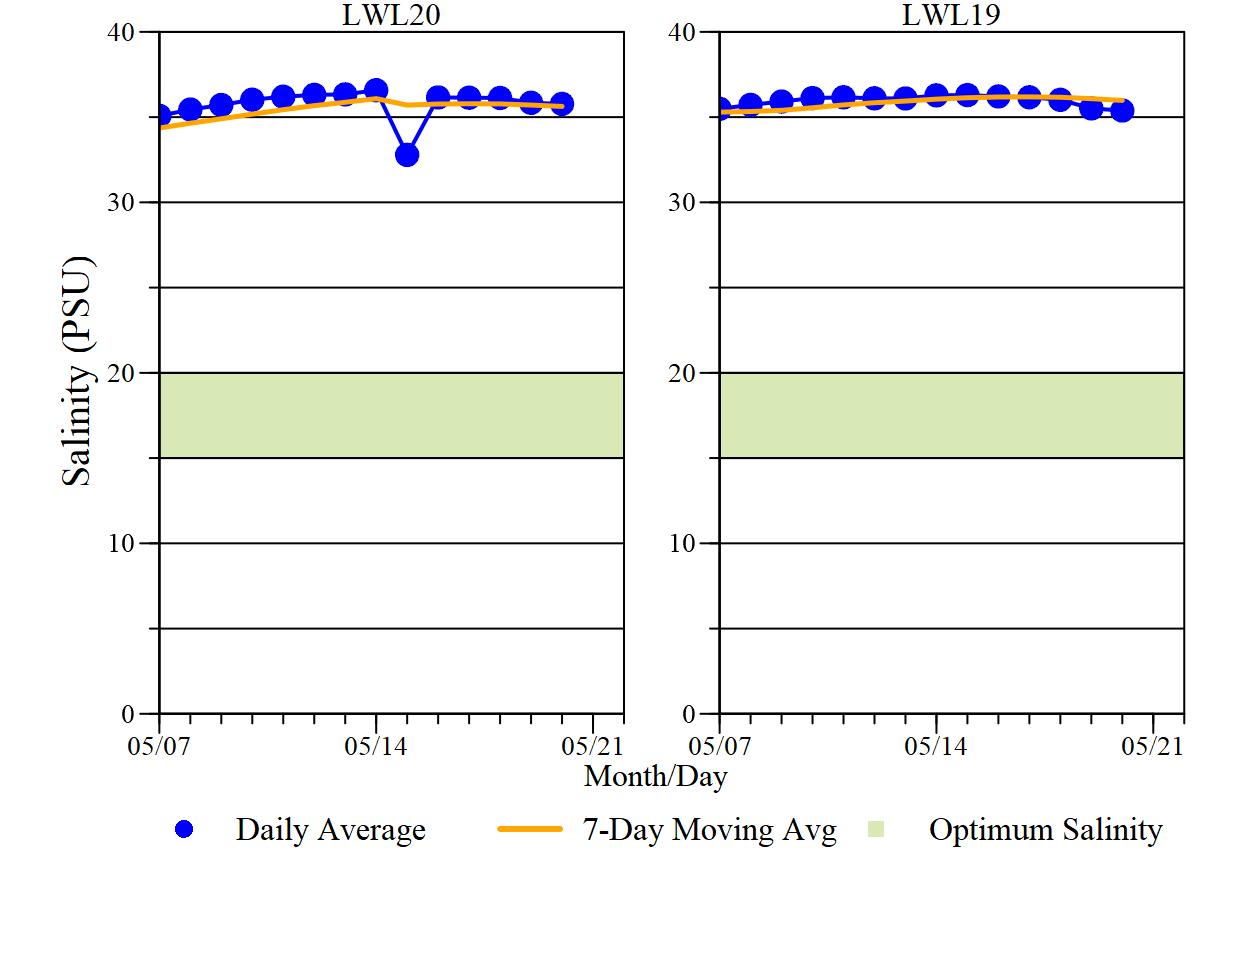 LWL20
LWL19
40
30
20
10
0
40
30
20
10
0
Salinity (PSU)
05/07
05/14
05/21
05/07
05/14
05/21
Month/Day
Daily Average
7-Day Moving Avg
Optimum Salinity